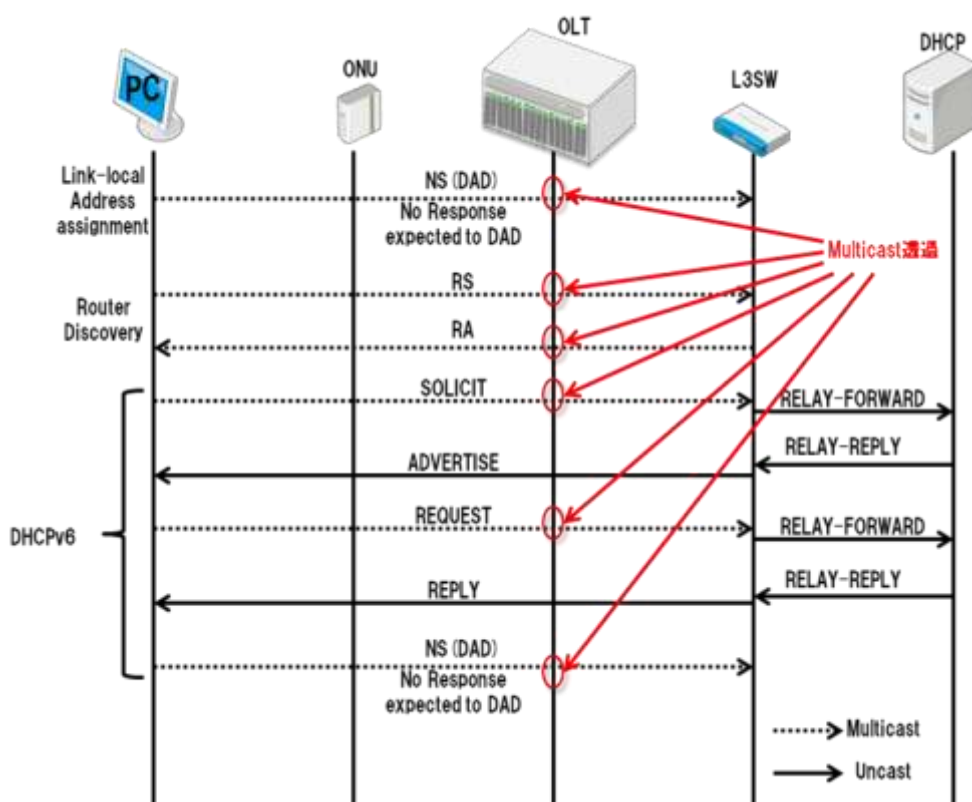 OLT
DHCP
ONU
L3SW
PC
Link-local
Address
assignment
NS (DAD)
No Response
expected to DAD
Multicast透過
RS
Router
Discovery
RA
SOLICIT
RELAY-FORWARD
RELAY-REPLY
ADVERTISE
REQUEST
RELAY-FORWARD
DHCPv6
RELAY-REPLY
REPLY
NS (DAD)
No Response
expected to DAD
Multicast
Uncast